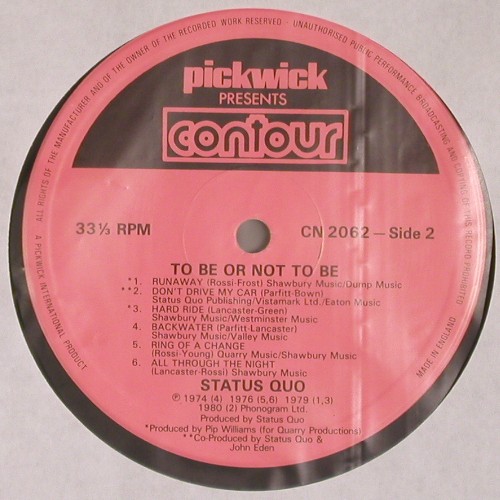 ALL RIGHTS OF THE MANUFACTURER AND OF THE OWNER OF THE RECORDED WORK RESERVED - UNAUTHORISED PUBLIC PERFORMANCE BROADCASTING AND COPYING OF THIS RECORD PROHIBITED
pickwick
PRESENTS
contour
33⅓ RPM
CN 2062 — Side 2
TO BE OR NOT TO BE
*1. RUNAWAY (Rossi-Frost) Shawbury Music/Dump Music
**2. DON'T DRIVE MY CAR (Parfitt-Bown)
Status Quo Publishing/Vistamark Ltd./Eaton Music
*3. HARD RIDE (Lancaster-Green)
Shawbury Music/Westminster Music
4. BACKWATER (Parfitt-Lancaster)
Shawbury Music/Valley Music
5. RING OF A CHANGE
(Rossi-Young) Quarry Music/Shawbury Music
6. ALL THROUGH THE NIGHT
(Lancaster-Rossi) Shawbury Music
STATUS QUO
℗ 1974 (4) 1976 (5,6) 1979 (1,3)
1980 (2) Phonogram Ltd.
Produced by Status Quo
*Produced by Pip Williams (for Quarry Productions)
**Co-Produced by Status Quo &
John Eden
A PICKWICK INTERNATIONAL PRODUCT
MADE IN ENGLAND